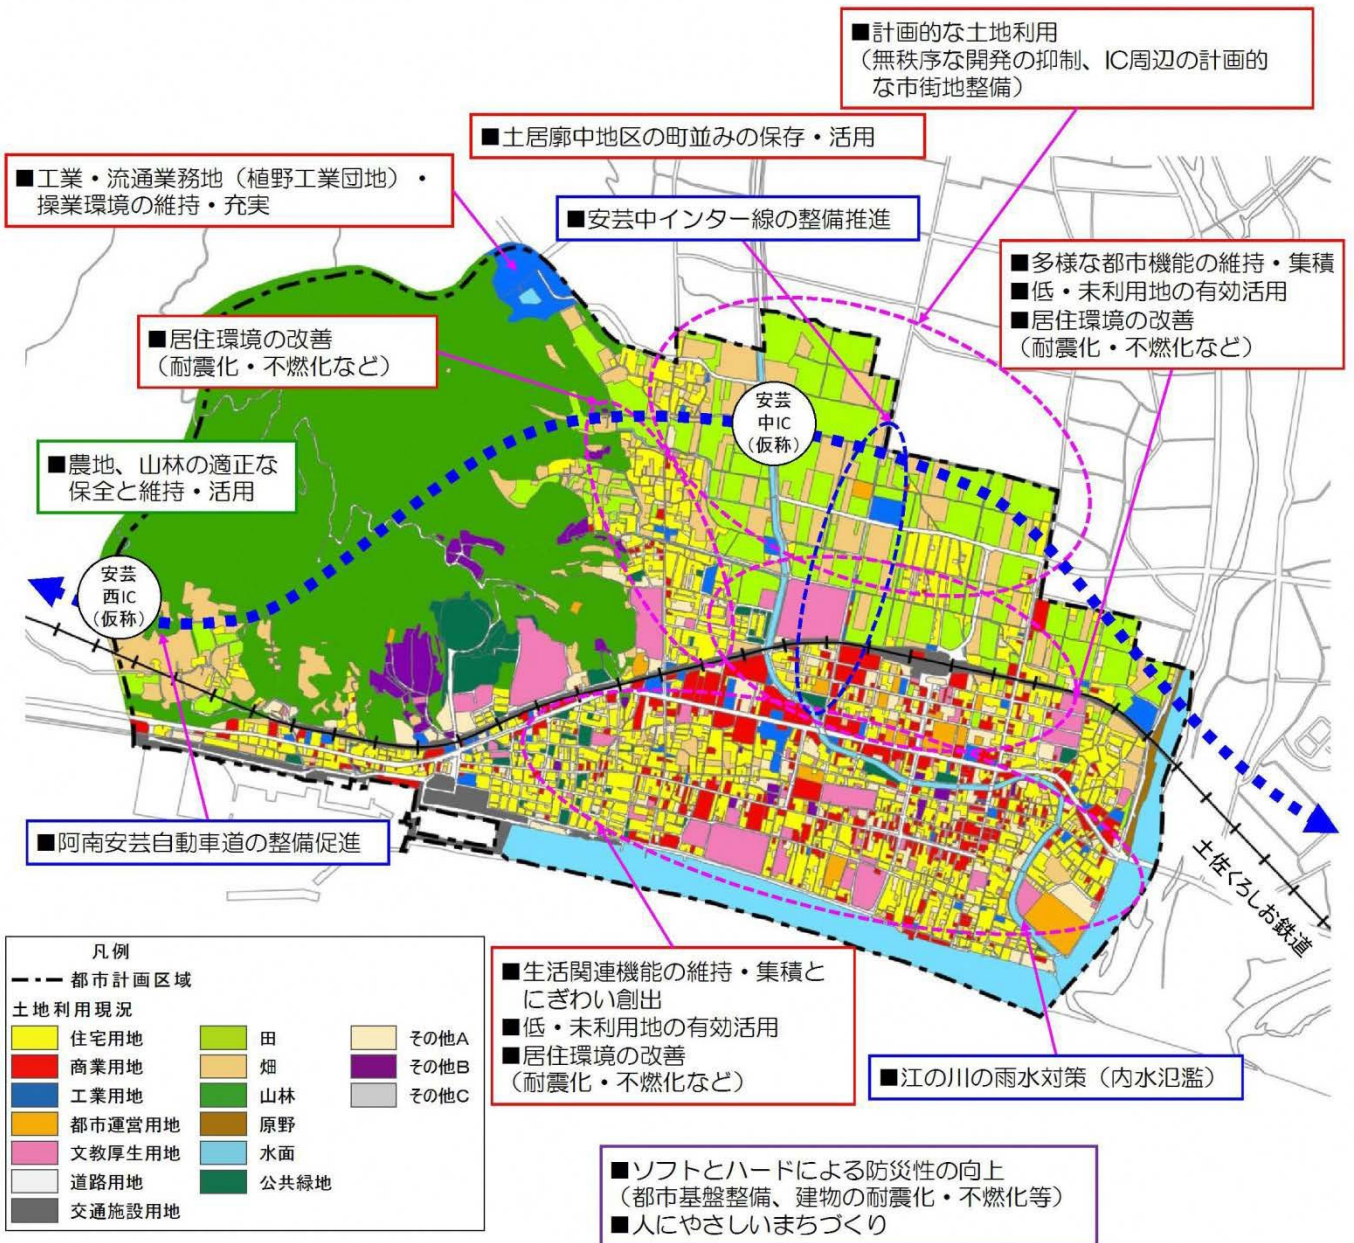 ■計画的な土地利用
(無秩序な開発の抑制、IC周辺の計画的
な市街地整備)
■土居廓中地区の町並みの保存・活用
■工業・流通業務地(植野工業団地)・
操業環境の維持・充実
■安芸中インター線の整備推進
■多様な都市機能の維持・集積
■低・未利用地の有効活用
■居住環境の改善
(耐震化・不燃化など)
■居住環境の改善
(耐震化・不燃化など)
安芸
中IC
(仮称)
■農地、山林の適正な
保全と維持・活用
安芸
西IC
(仮称)
■阿南安芸自動車道の整備促進
土佐くろしお鉄道
■生活関連機能の維持・集積と
にぎわい創出
■低・未利用地の有効活用
■居住環境の改善
(耐震化・不燃化など)
■江の川の雨水対策(内水氾濫)
凡例
都市計画区域
土地利用現況
住宅用地 田 その他A
商業用地 畑 その他B
工業用地 山林 その他C
都市運営用地 原野
文教厚生用地 水面
道路用地 公共緑地
交通施設用地
■ソフトとハードによる防災性の向上
(都市基盤整備、建物の耐震化・不燃化等)
■人にやさしいまちづくり